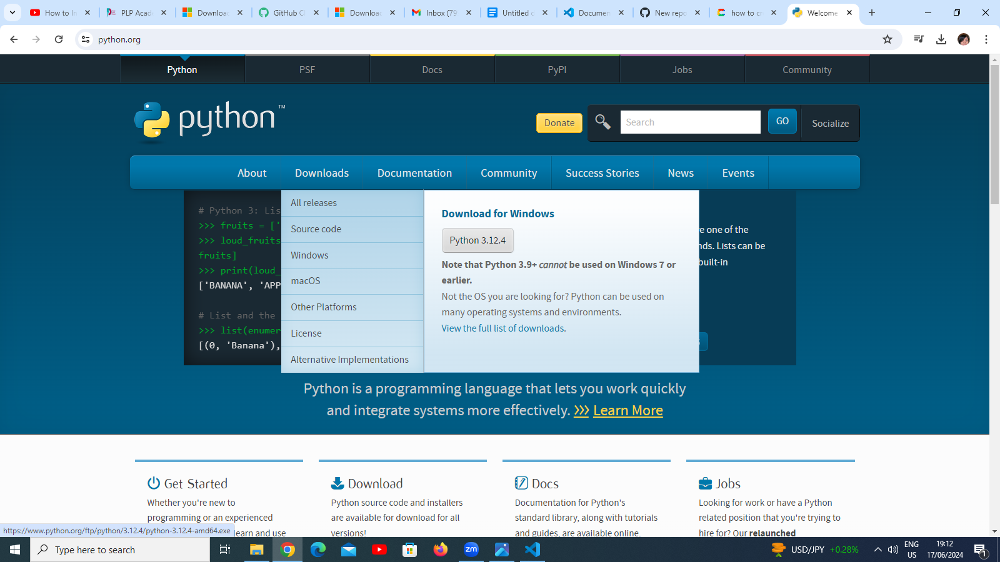 How to In
PLP Acad
Download
GitHub Cl
Download
Inbox (79
Untitled d
Documen
New repo
how to cr
Welcome
python.org
Python
PSF
Docs
PyPI
Jobs
Community
python™
Donate
Search
GO
Socialize
About
Downloads
Documentation
Community
Success Stories
News
Events
# Python 3: Lis
>>> fruits = ['
>>> loud_fruits
fruits]
>>> print(loud_
['BANANA', 'APP
# List and the
>>> list(enumer
[(0, 'Banana'),
All releases
Source code
Windows
macOS
Other Platforms
License
Alternative Implementations
Download for Windows
Python 3.12.4
Note that Python 3.9+ cannot be used on Windows 7 or
earlier.
Not the OS you are looking for? Python can be used on
many operating systems and environments.
View the full list of downloads.
e one of the
nds. Lists can be
built-in
Python is a programming language that lets you work quickly
and integrate systems more effectively. >>> Learn More
Get Started
Whether you're new to
programming or an experienced
learn and use
Download
Python source code and installers
are available for download for all
versions!
Docs
Documentation for Python's
standard library, along with tutorials
and guides, are available online.
Jobs
Looking for work or have a Python
related position that you're trying to
hire for? Our relaunched
https://www.python.org/ftp/python/3.12.4/python-3.12.4-amd64.exe
Type here to search
zm
USD/JPY +0.28%
ENG
US
19:12
17/06/2024
1